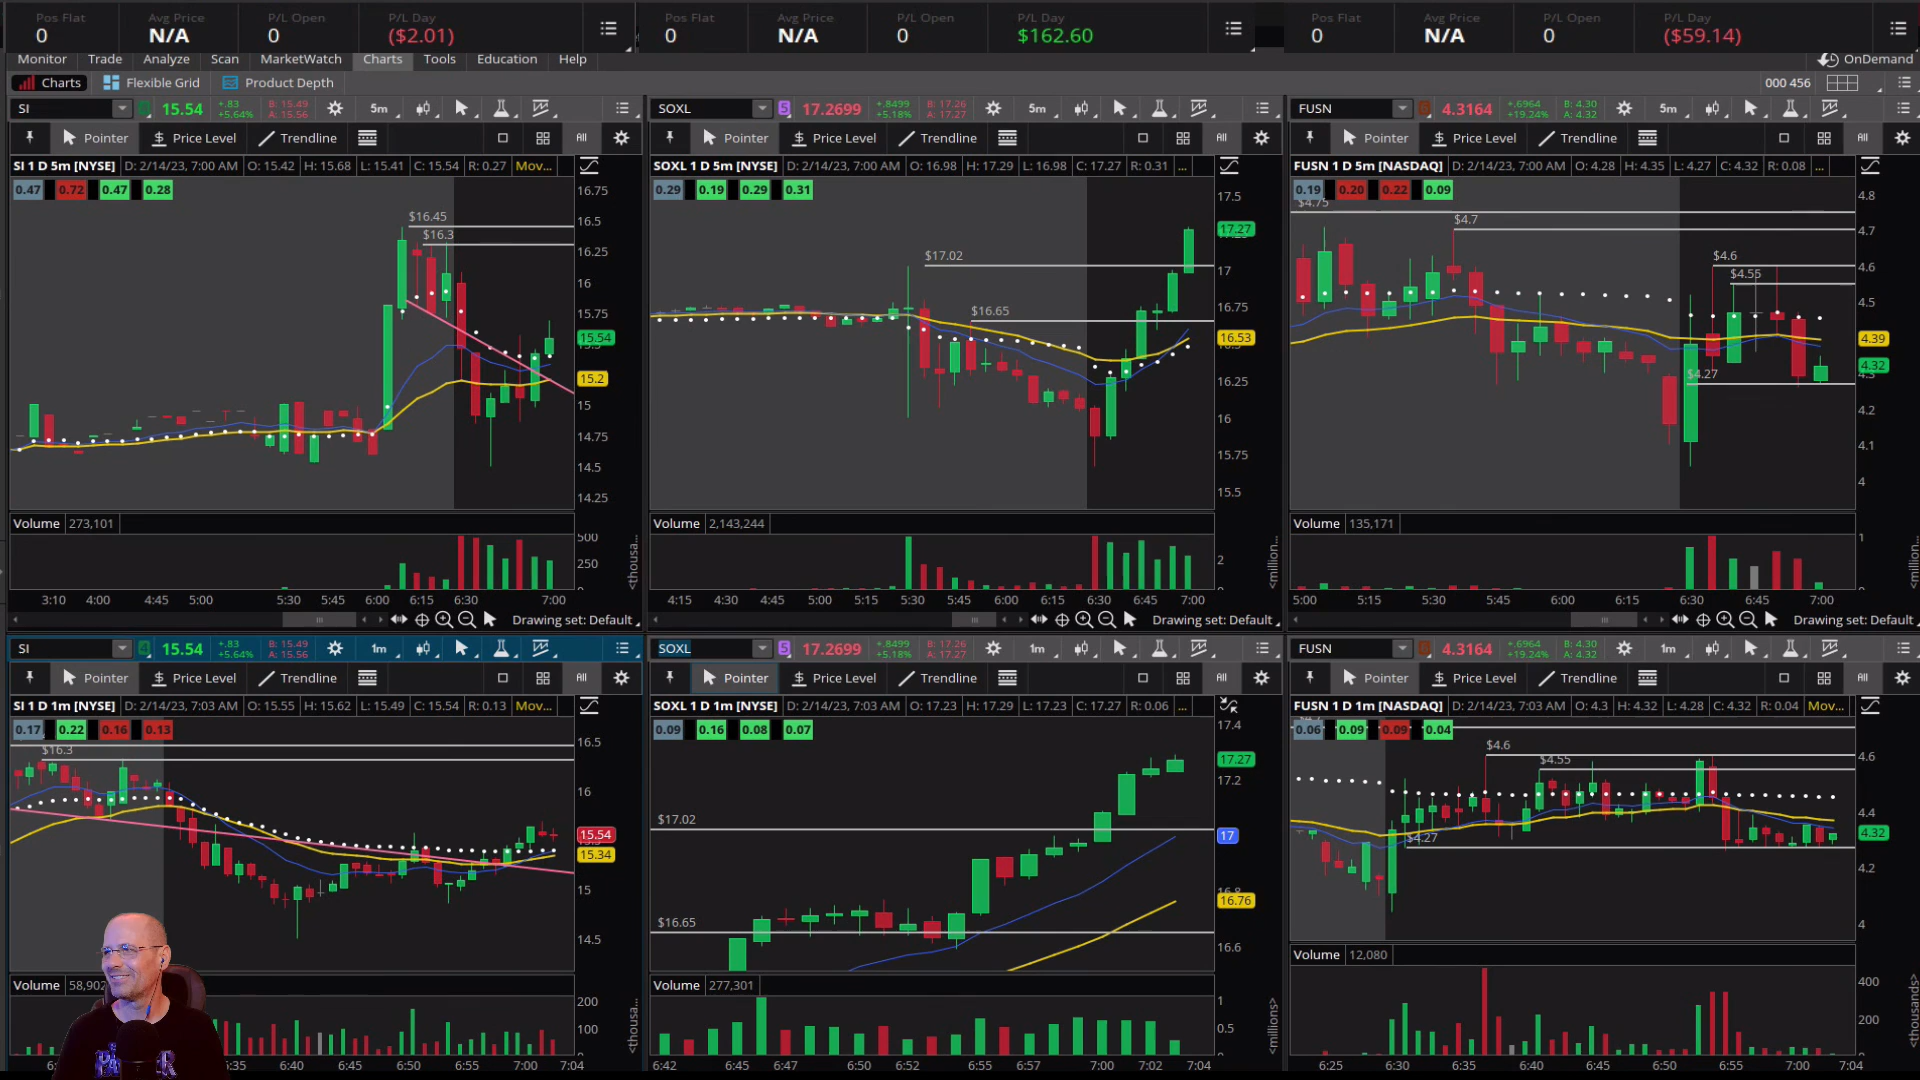 Pos Flat Avg Price P/L Open P/L Day Pos Flat Avg Price P/L Open P/L Day Pos Flat Avg Price P/L Open P/L Day
0 N/A 0 ($2.01) 0 N/A 0 $162.60 0 N/A 0 ($59.14)
Monitor Trade Analyze Scan MarketWatch Charts Tools Education Help OnDemand
Charts Flexible Grid Product Depth 000 456
SI 15.54 +.83 +5.64% B: 15.49 A: 15.56 5m
Pointer Price Level Trendline All
SI 1 D 5m [NYSE] D: 2/14/23, 7:00 AM O: 15.42 H: 15.68 L: 15.41 C: 15.54 R: 0.27 Mov...
0.47 0.72 0.47 0.28
$16.45
$16.3
16.75
16.5
16.25
16
15.75
15.54
15.2
15
14.75
14.5
14.25
Volume 273,101
500
250
<thousa...
3:10 4:00 4:45 5:00 5:30 5:45 6:00 6:15 6:30 7:00
Drawing set: Default
SOXL 5 17.2699 +.8499 +5.18% B: 17.26 A: 17.27 5m
Pointer Price Level Trendline All
SOXL 1 D 5m [NYSE] D: 2/14/23, 7:00 AM O: 16.98 H: 17.29 L: 16.98 C: 17.27 R: 0.31 ...
0.29 0.19 0.29 0.31
$17.02
$16.65
17.5
17.27
17
16.75
16.53
16.25
16
15.75
15.5
Volume 2,143,244
2
<million...
4:15 4:30 4:45 5:00 5:15 5:30 5:45 6:00 6:15 6:30 6:45 7:00
Drawing set: Default
FUSN 4.3164 +.6964 +19.24% B: 4.30 A: 4.32 5m
Pointer Price Level Trendline All
FUSN 1 D 5m [NASDAQ] D: 2/14/23, 7:00 AM O: 4.28 H: 4.35 L: 4.27 C: 4.32 R: 0.08 ...
0.19 0.20 0.22 0.09
$4.75
$4.7
$4.6
$4.55
$4.27
4.8
4.7
4.6
4.5
4.39
4.32
4.2
4.1
4
Volume 135,171
1
<million...
5:00 5:15 5:30 5:45 6:00 6:15 6:30 6:45 7:00
Drawing set: Default
SI 4 15.54 +.83 +5.64% B: 15.49 A: 15.56 1m
Pointer Price Level Trendline All
SI 1 D 1m [NYSE] D: 2/14/23, 7:03 AM O: 15.55 H: 15.62 L: 15.49 C: 15.54 R: 0.13 Mov...
0.17 0.22 0.16 0.13
$16.3
16.5
16
15.54
15.34
15
14.5
Volume 58,902
200
100
<thousa...
6:35 6:40 6:45 6:50 6:55 7:00 7:04
SOXL 5 17.2699 +.8499 +5.18% B: 17.26 A: 17.27 1m
Pointer Price Level Trendline All
SOXL 1 D 1m [NYSE] D: 2/14/23, 7:03 AM O: 17.23 H: 17.29 L: 17.23 C: 17.27 R: 0.06 ...
0.09 0.16 0.08 0.07
$17.02
$16.65
17.4
17.27
17.2
17
16.8
16.76
16.6
Volume 277,301
1
0.5
<millions>
6:42 6:45 6:47 6:50 6:52 6:55 6:57 7:00 7:02 7:04
FUSN 4.3164 +.6964 +19.24% B: 4.30 A: 4.32 1m
Pointer Price Level Trendline All
FUSN 1 D 1m [NASDAQ] D: 2/14/23, 7:03 AM O: 4.3 H: 4.32 L: 4.28 C: 4.32 R: 0.04 Mov...
0.06 0.09 0.09 0.04
$4.6
$4.55
$4.27
4.6
4.4
4.32
4.2
4
Volume 12,080
400
200
<thousands>
6:25 6:30 6:35 6:40 6:45 6:50 6:55 7:00 7:04